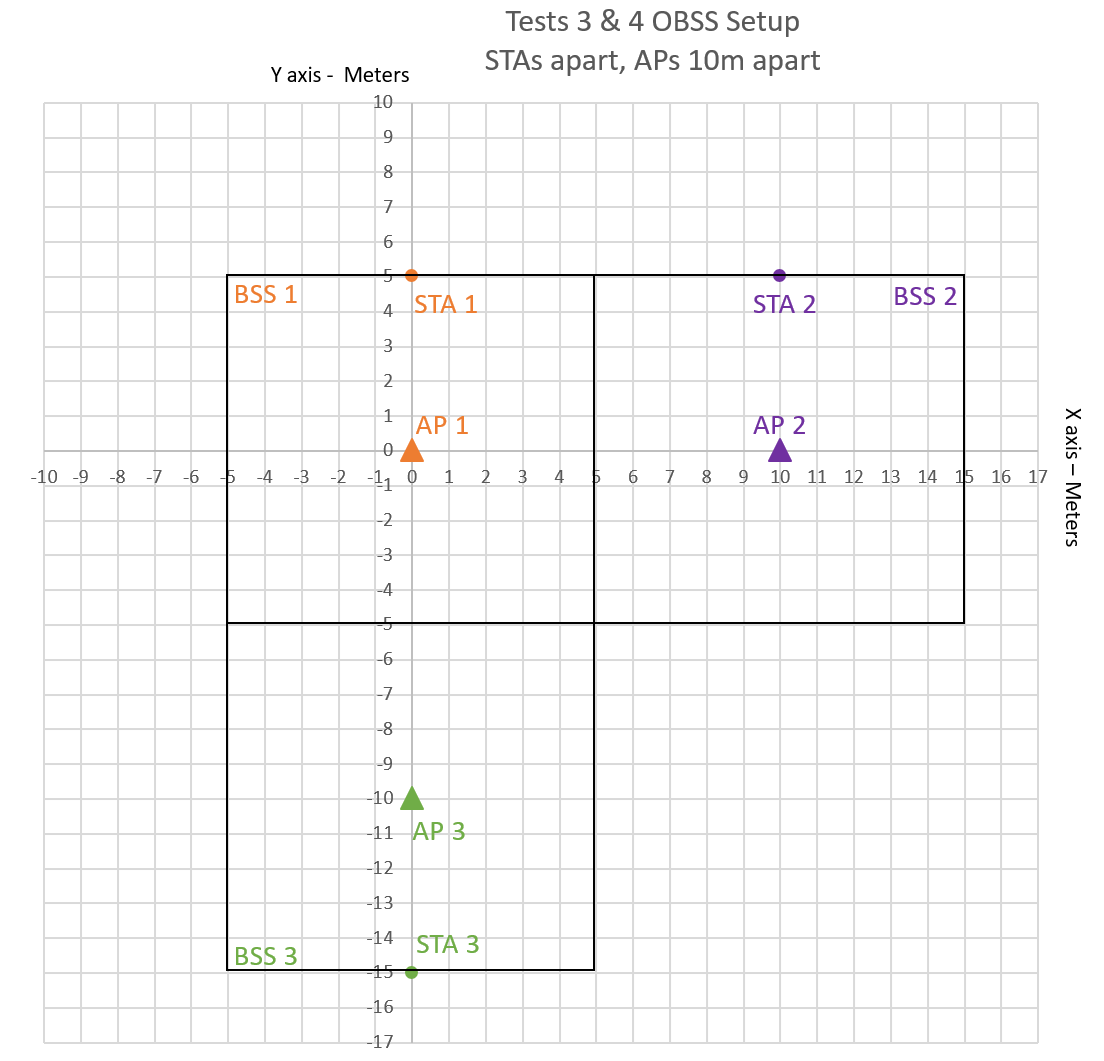 Tests 3 & 4 OBSS Setup
STAs apart, APs 10m apart
Y axis - Meters
10
9
8
7
6
5
BSS 1
STA 1
STA 2
BSS 2
4
3
2
1
AP 1
AP 2
0
X axis – Meters
-10 -9 -8 -7 -6 -5 -4 -3 -2 -1 0 1 2 3 4 5 6 7 8 9 10 11 12 13 14 15 16 17
-1
-2
-3
-4
-5
-6
-7
-8
-9
-10
-11
AP 3
-12
-13
-14
STA 3
BSS 3
-15
-16
-17